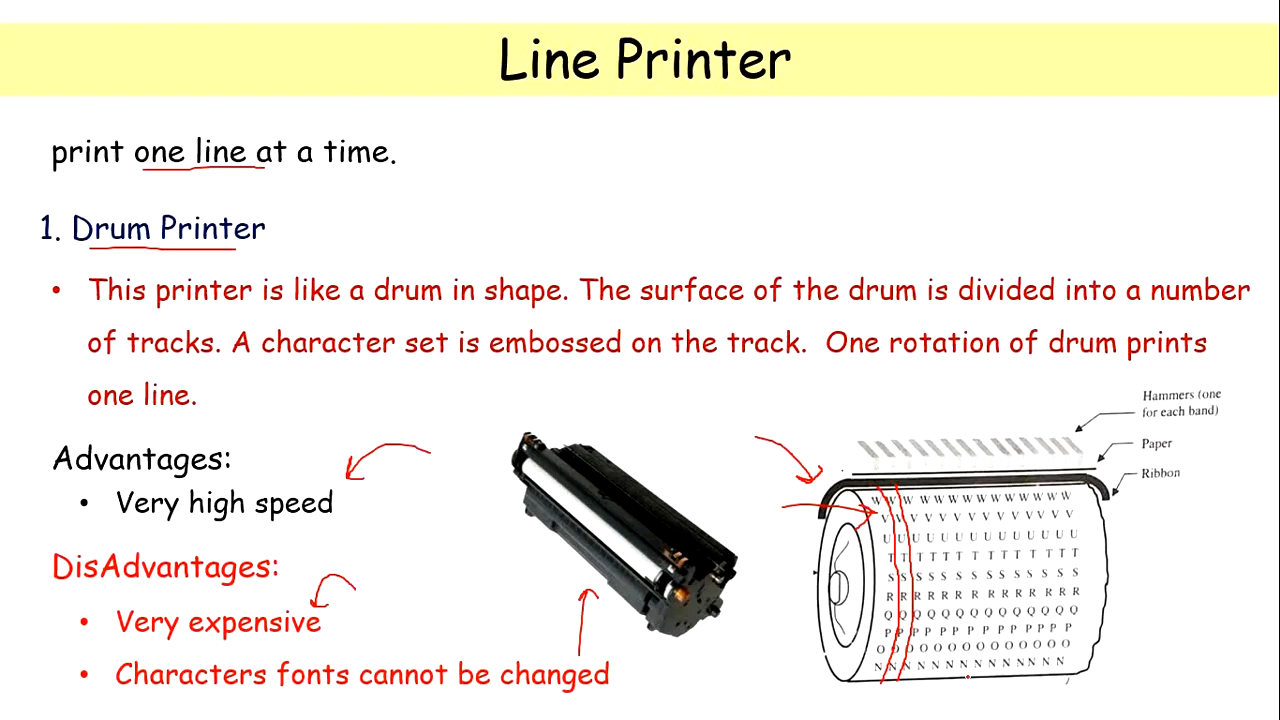 Line Printer
print one line at a time.
1. Drum Printer
• This printer is like a drum in shape. The surface of the drum is divided into a number
of tracks. A character set is embossed on the track. One rotation of drum prints
one line.
Advantages:
• Very high speed
DisAdvantages:
• Very expensive
• Characters fonts cannot be changed
Hammers (one
for each band)
Paper
Ribbon
W W W W W W W W W W W W W W
V V V V V V V V V V V V V V
U U U U U U U U U U U U U U
T T T T T T T T T T T T T T
S S S S S S S S S S S S S S
R R R R R R R R R R R R R R
Q Q Q Q Q Q Q Q Q Q Q Q Q Q
P P P P P P P P P P P P P P
O O O O O O O O O O O O O O
N N N N N N N N N N N N N N